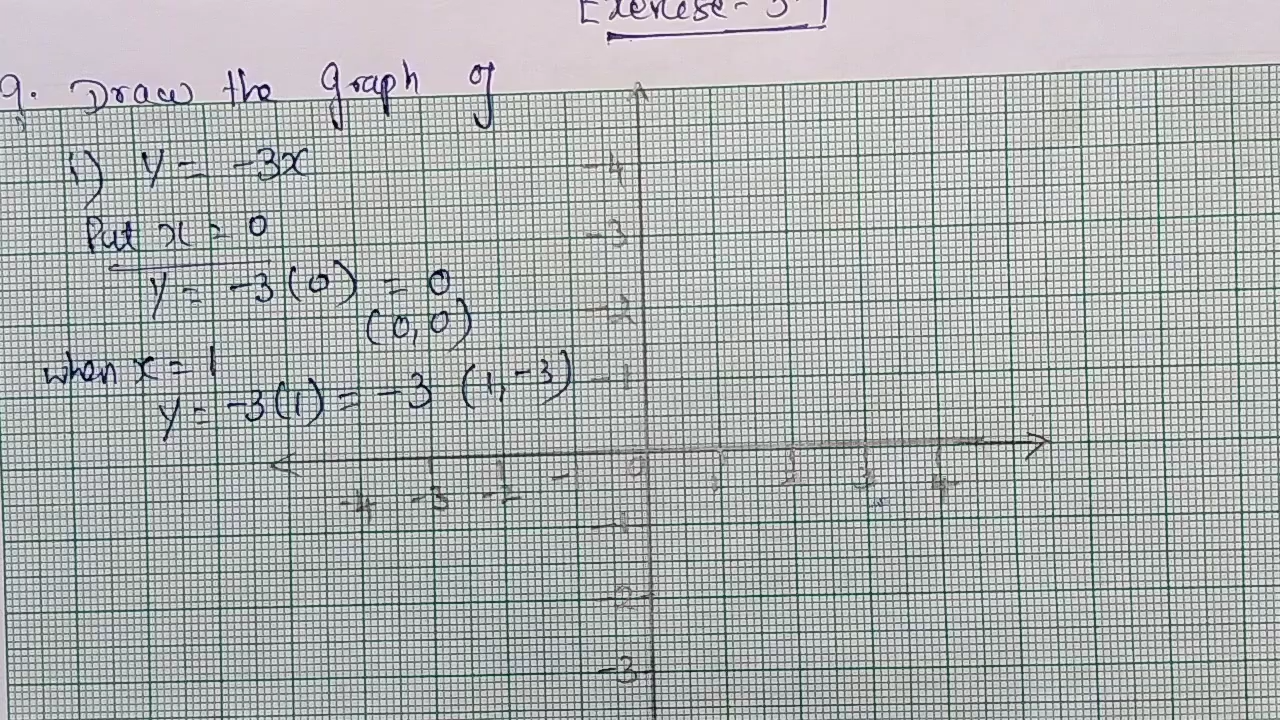 Exercise - 3
9. Draw the graph of
i) y = -3x
Put x = 0
y = -3(0) = 0
(0,0)
when x = 1
y = -3(1) = -3 (1,-3)
-4
-3
-2
-1
-4 -3 -2 -1 0 1 2 3 4
-1
-2
-3